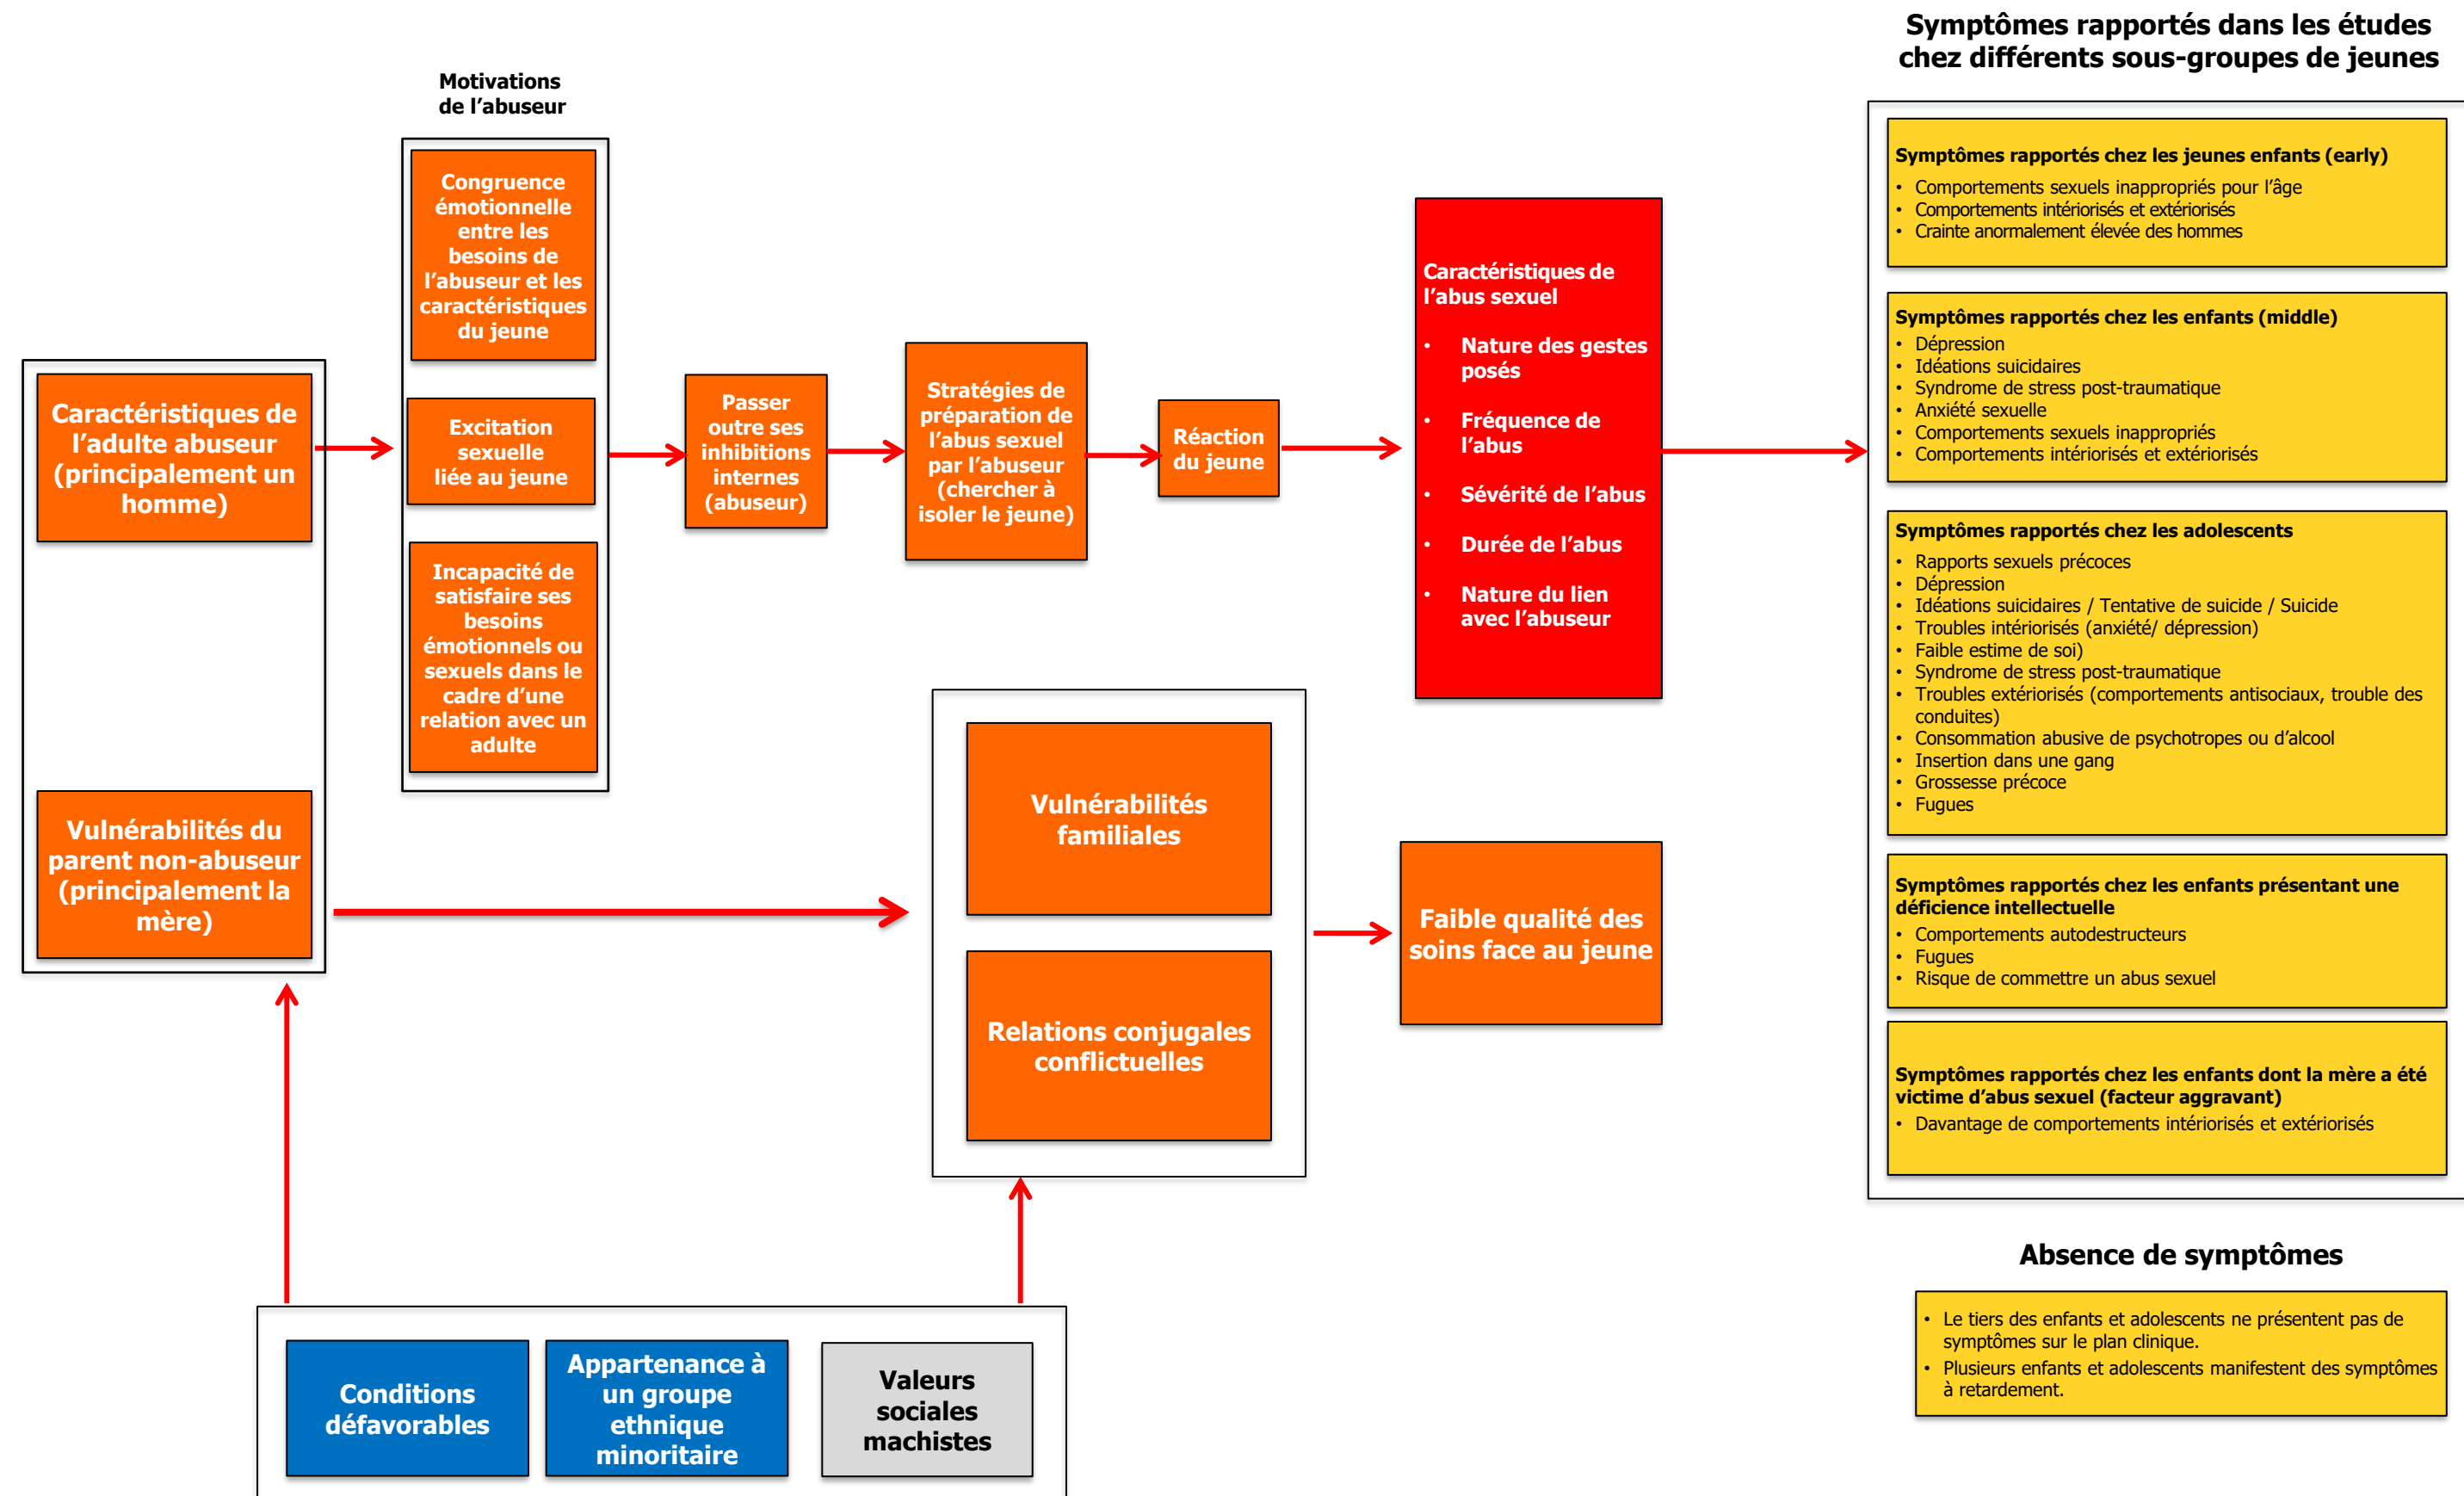 Symptômes rapportés dans les études
chez différents sous-groupes de jeunes
Motivations
de l'abuseur
Caractéristiques de
l'adulte abuseur
(principalement un
homme)
Vulnérabilités du
parent non-abuseur
(principalement la
mère)
Congruence
émotionnelle
entre les
besoins de
l'abuseur et les
caractéristiques
du jeune
Excitation
sexuelle
liée au jeune
Incapacité de
satisfaire ses
besoins
émotionnels ou
sexuels dans le
cadre d'une
relation avec un
adulte
Passer
outre ses
inhibitions
internes
(abuseur)
Stratégies de
préparation de
l'abus sexuel
par l'abuseur
(chercher à
isoler le jeune)
Réaction
du jeune
Caractéristiques de
l'abus sexuel
• Nature des gestes
posés
• Fréquence de
l'abus
• Sévérité de l'abus
• Durée de l'abus
• Nature du lien
avec l'abuseur
Vulnérabilités
familiales
Relations conjugales
conflictuelles
Faible qualité des
soins face au jeune
Conditions
défavorables
Appartenance à
un groupe
ethnique
minoritaire
Valeurs
sociales
machistes
Symptômes rapportés chez les jeunes enfants (early)
• Comportements sexuels inappropriés pour l'âge
• Comportements intériorisés et extériorisés
• Crainte anormalement élevée des hommes
Symptômes rapportés chez les enfants (middle)
• Dépression
• Idéations suicidaires
• Syndrome de stress post-traumatique
• Anxiété sexuelle
• Comportements sexuels inappropriés
• Comportements intériorisés et extériorisés
Symptômes rapportés chez les adolescents
• Rapports sexuels précoces
• Dépression
• Idéations suicidaires / Tentative de suicide / Suicide
• Troubles intériorisés (anxiété/ dépression)
• Faible estime de soi)
• Syndrome de stress post-traumatique
• Troubles extériorisés (comportements antisociaux, trouble des
conduites)
• Consommation abusive de psychotropes ou d'alcool
• Insertion dans une gang
• Grossesse précoce
• Fugues
Symptômes rapportés chez les enfants présentant une
déficience intellectuelle
• Comportements autodestructeurs
• Fugues
• Risque de commettre un abus sexuel
Symptômes rapportés chez les enfants dont la mère a été
victime d'abus sexuel (facteur aggravant)
• Davantage de comportements intériorisés et extériorisés
Absence de symptômes
• Le tiers des enfants et adolescents ne présentent pas de
symptômes sur le plan clinique.
• Plusieurs enfants et adolescents manifestent des symptômes
à retardement.